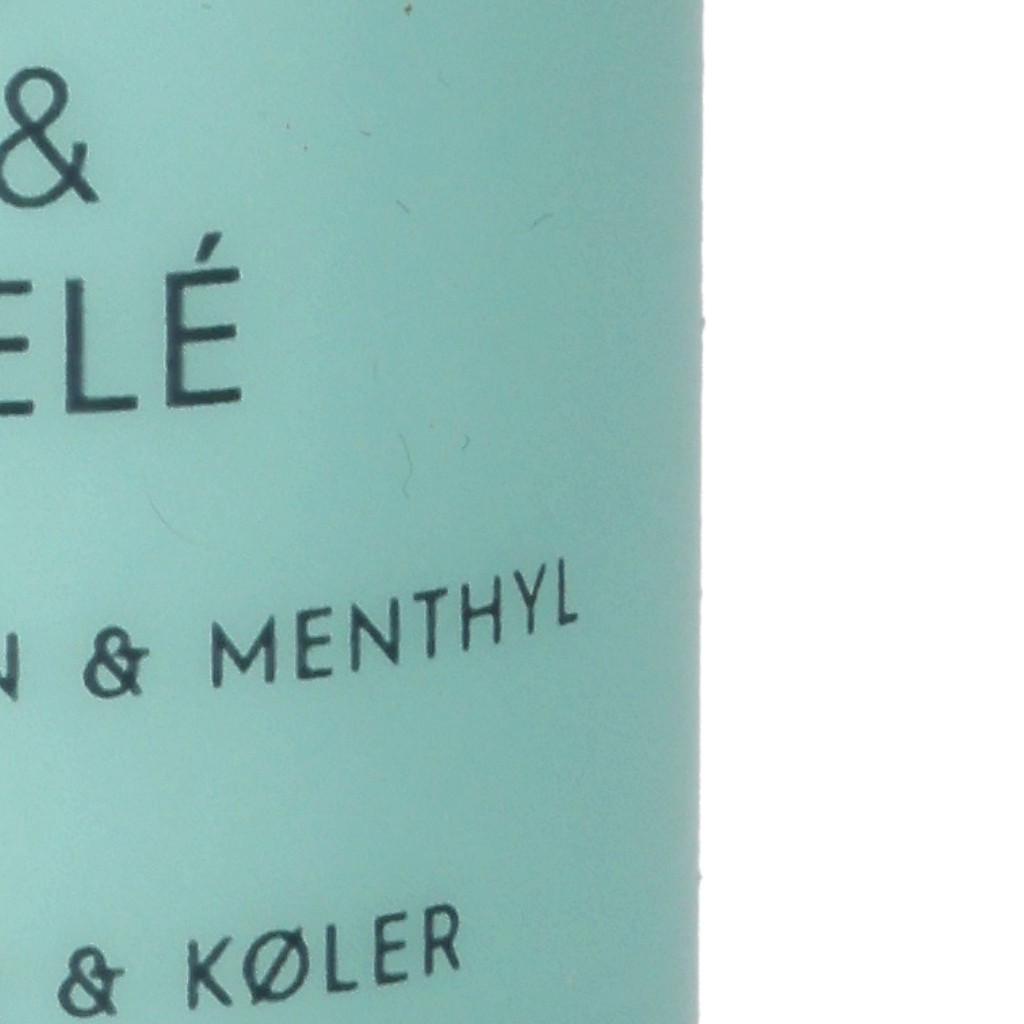 &
ELÉ
N & MENTHYL
& KØLER